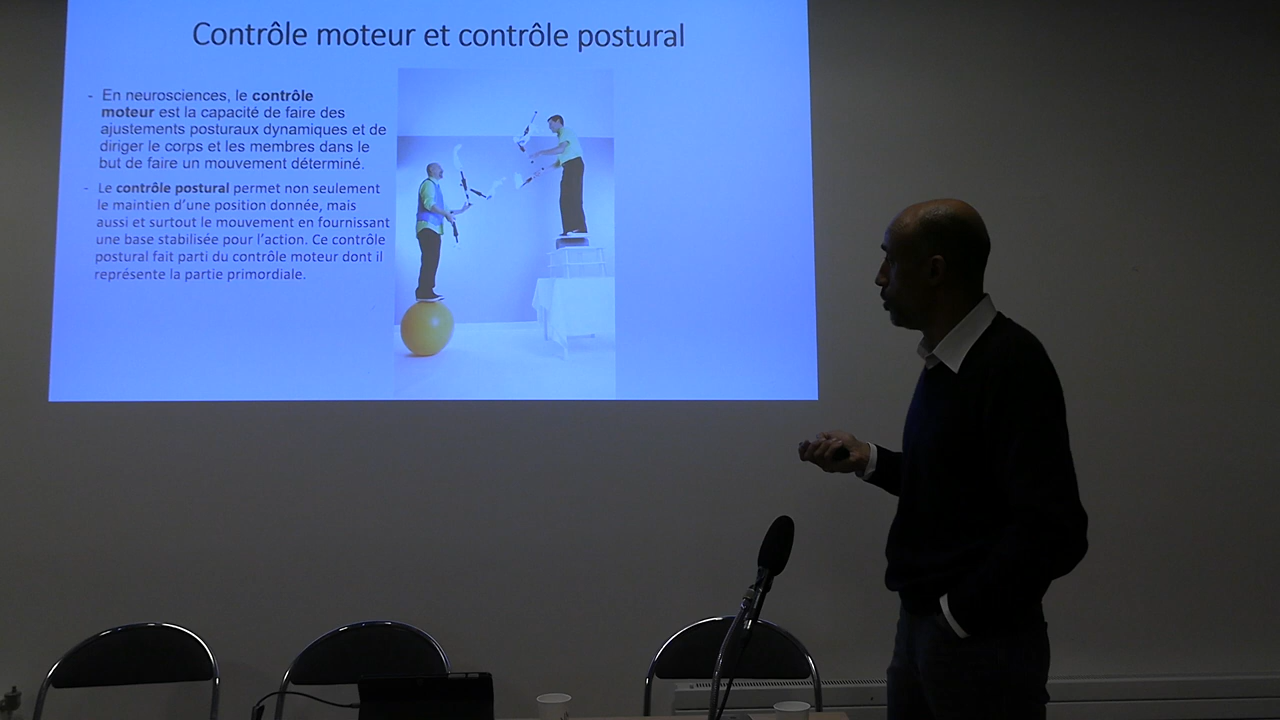 Contrôle moteur et contrôle postural
- En neurosciences, le contrôle
moteur est la capacité de faire des
ajustements posturaux dynamiques et de
diriger le corps et les membres dans le
but de faire un mouvement déterminé.
- Le contrôle postural permet non seulement
le maintien d'une position donnée, mais
aussi et surtout le mouvement en fournissant
une base stabilisée pour l'action. Ce contrôle
postural fait parti du contrôle moteur dont il
représente la partie primordiale.